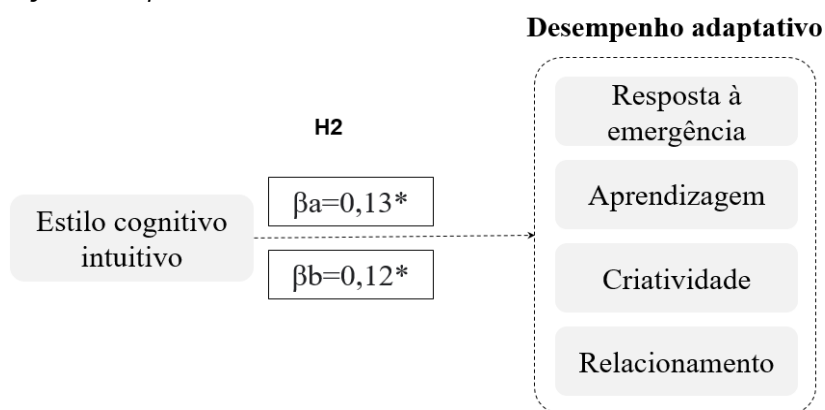 Desempenho adaptativo
H2
βa=0,13*
βb=0,12*
Estilo cognitivo
intuitivo
Resposta à
emergência
Aprendizagem
Criatividade
Relacionamento